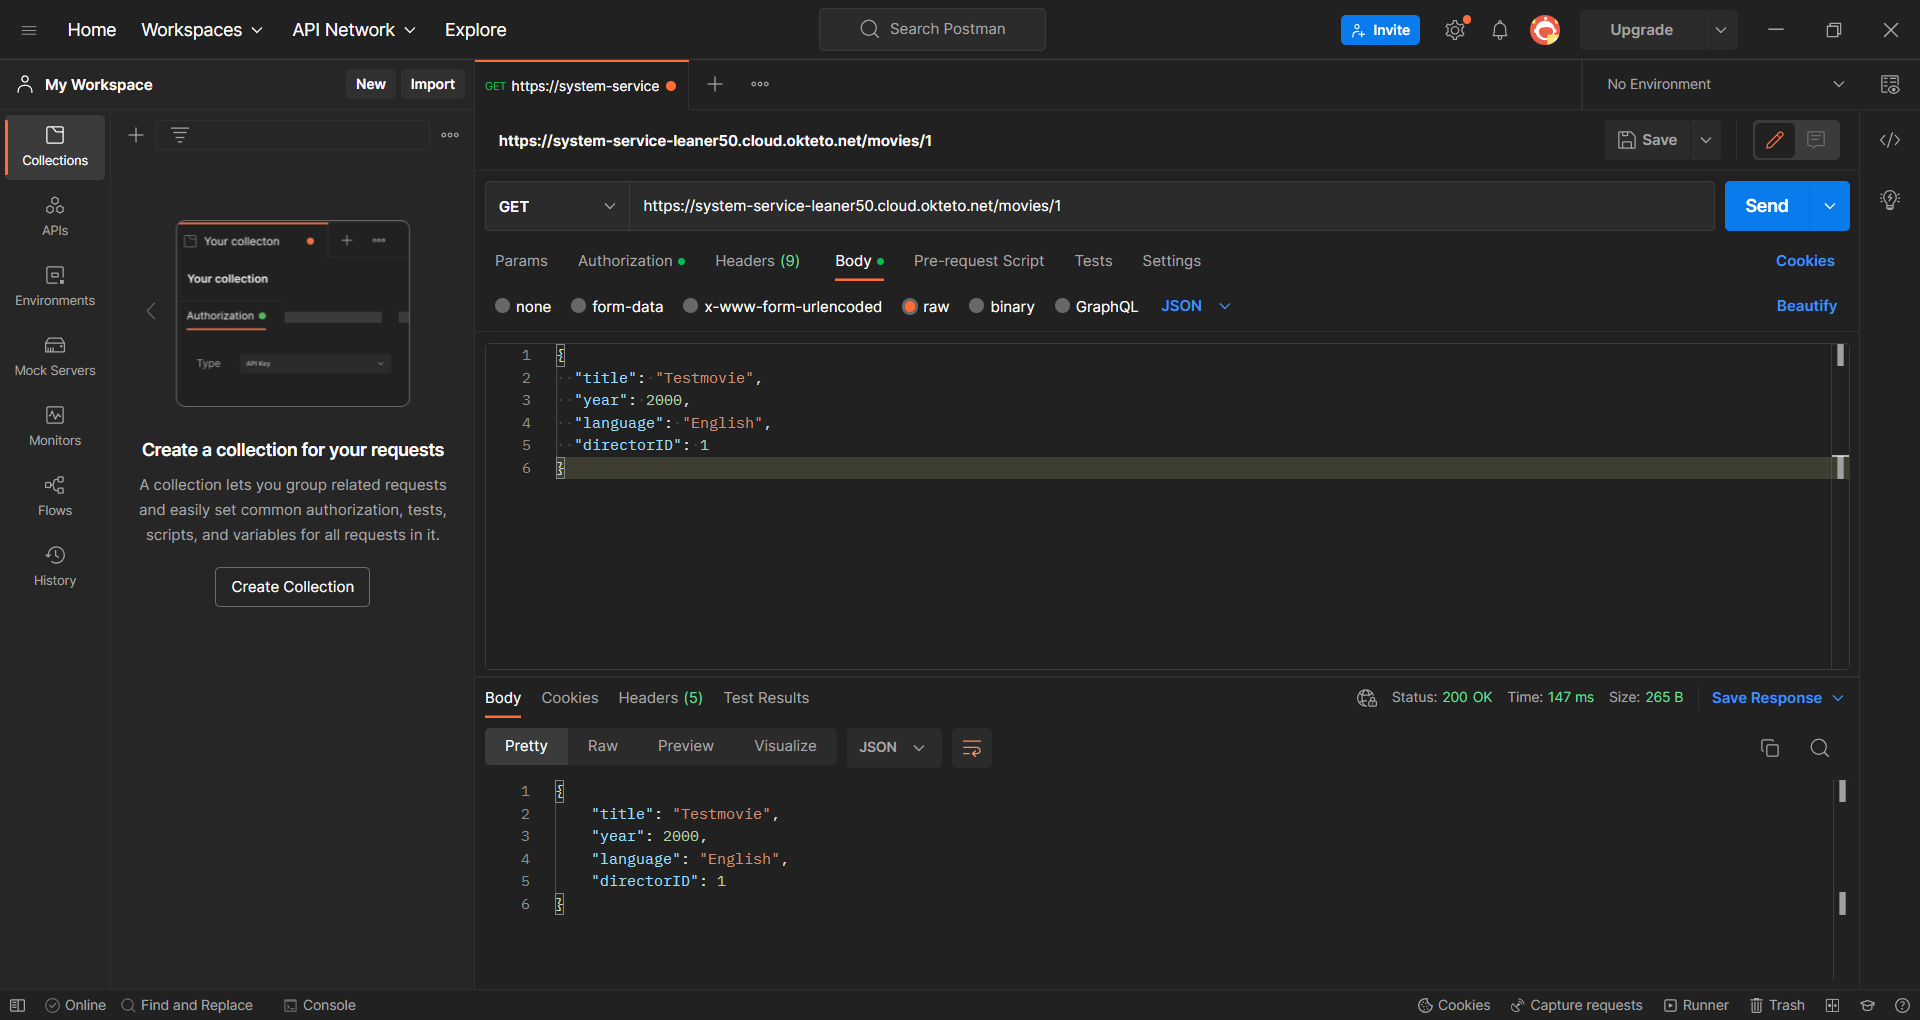 Home Workspaces API Network Explore Search Postman Invite Upgrade
My Workspace New Import GET https://system-service No Environment
Collections
APIs
Environments
Mock Servers
Monitors
Flows
History
Your collecton
Your collection
Authorization
Type API Key
Create a collection for your requests
A collection lets you group related requests
and easily set common authorization, tests,
scripts, and variables for all requests in it.
Create Collection
https://system-service-leaner50.cloud.okteto.net/movies/1 Save
GET https://system-service-leaner50.cloud.okteto.net/movies/1 Send
Params Authorization Headers (9) Body Pre-request Script Tests Settings Cookies
none form-data x-www-form-urlencoded raw binary GraphQL JSON Beautify
1 {
2 "title": "Testmovie",
3 "year": 2000,
4 "language": "English",
5 "directorID": 1
6 }
Body Cookies Headers (5) Test Results Status: 200 OK Time: 147 ms Size: 265 B Save Response
Pretty Raw Preview Visualize JSON
1 {
2 "title": "Testmovie",
3 "year": 2000,
4 "language": "English",
5 "directorID": 1
6 }
Online Find and Replace Console Cookies Capture requests Runner Trash